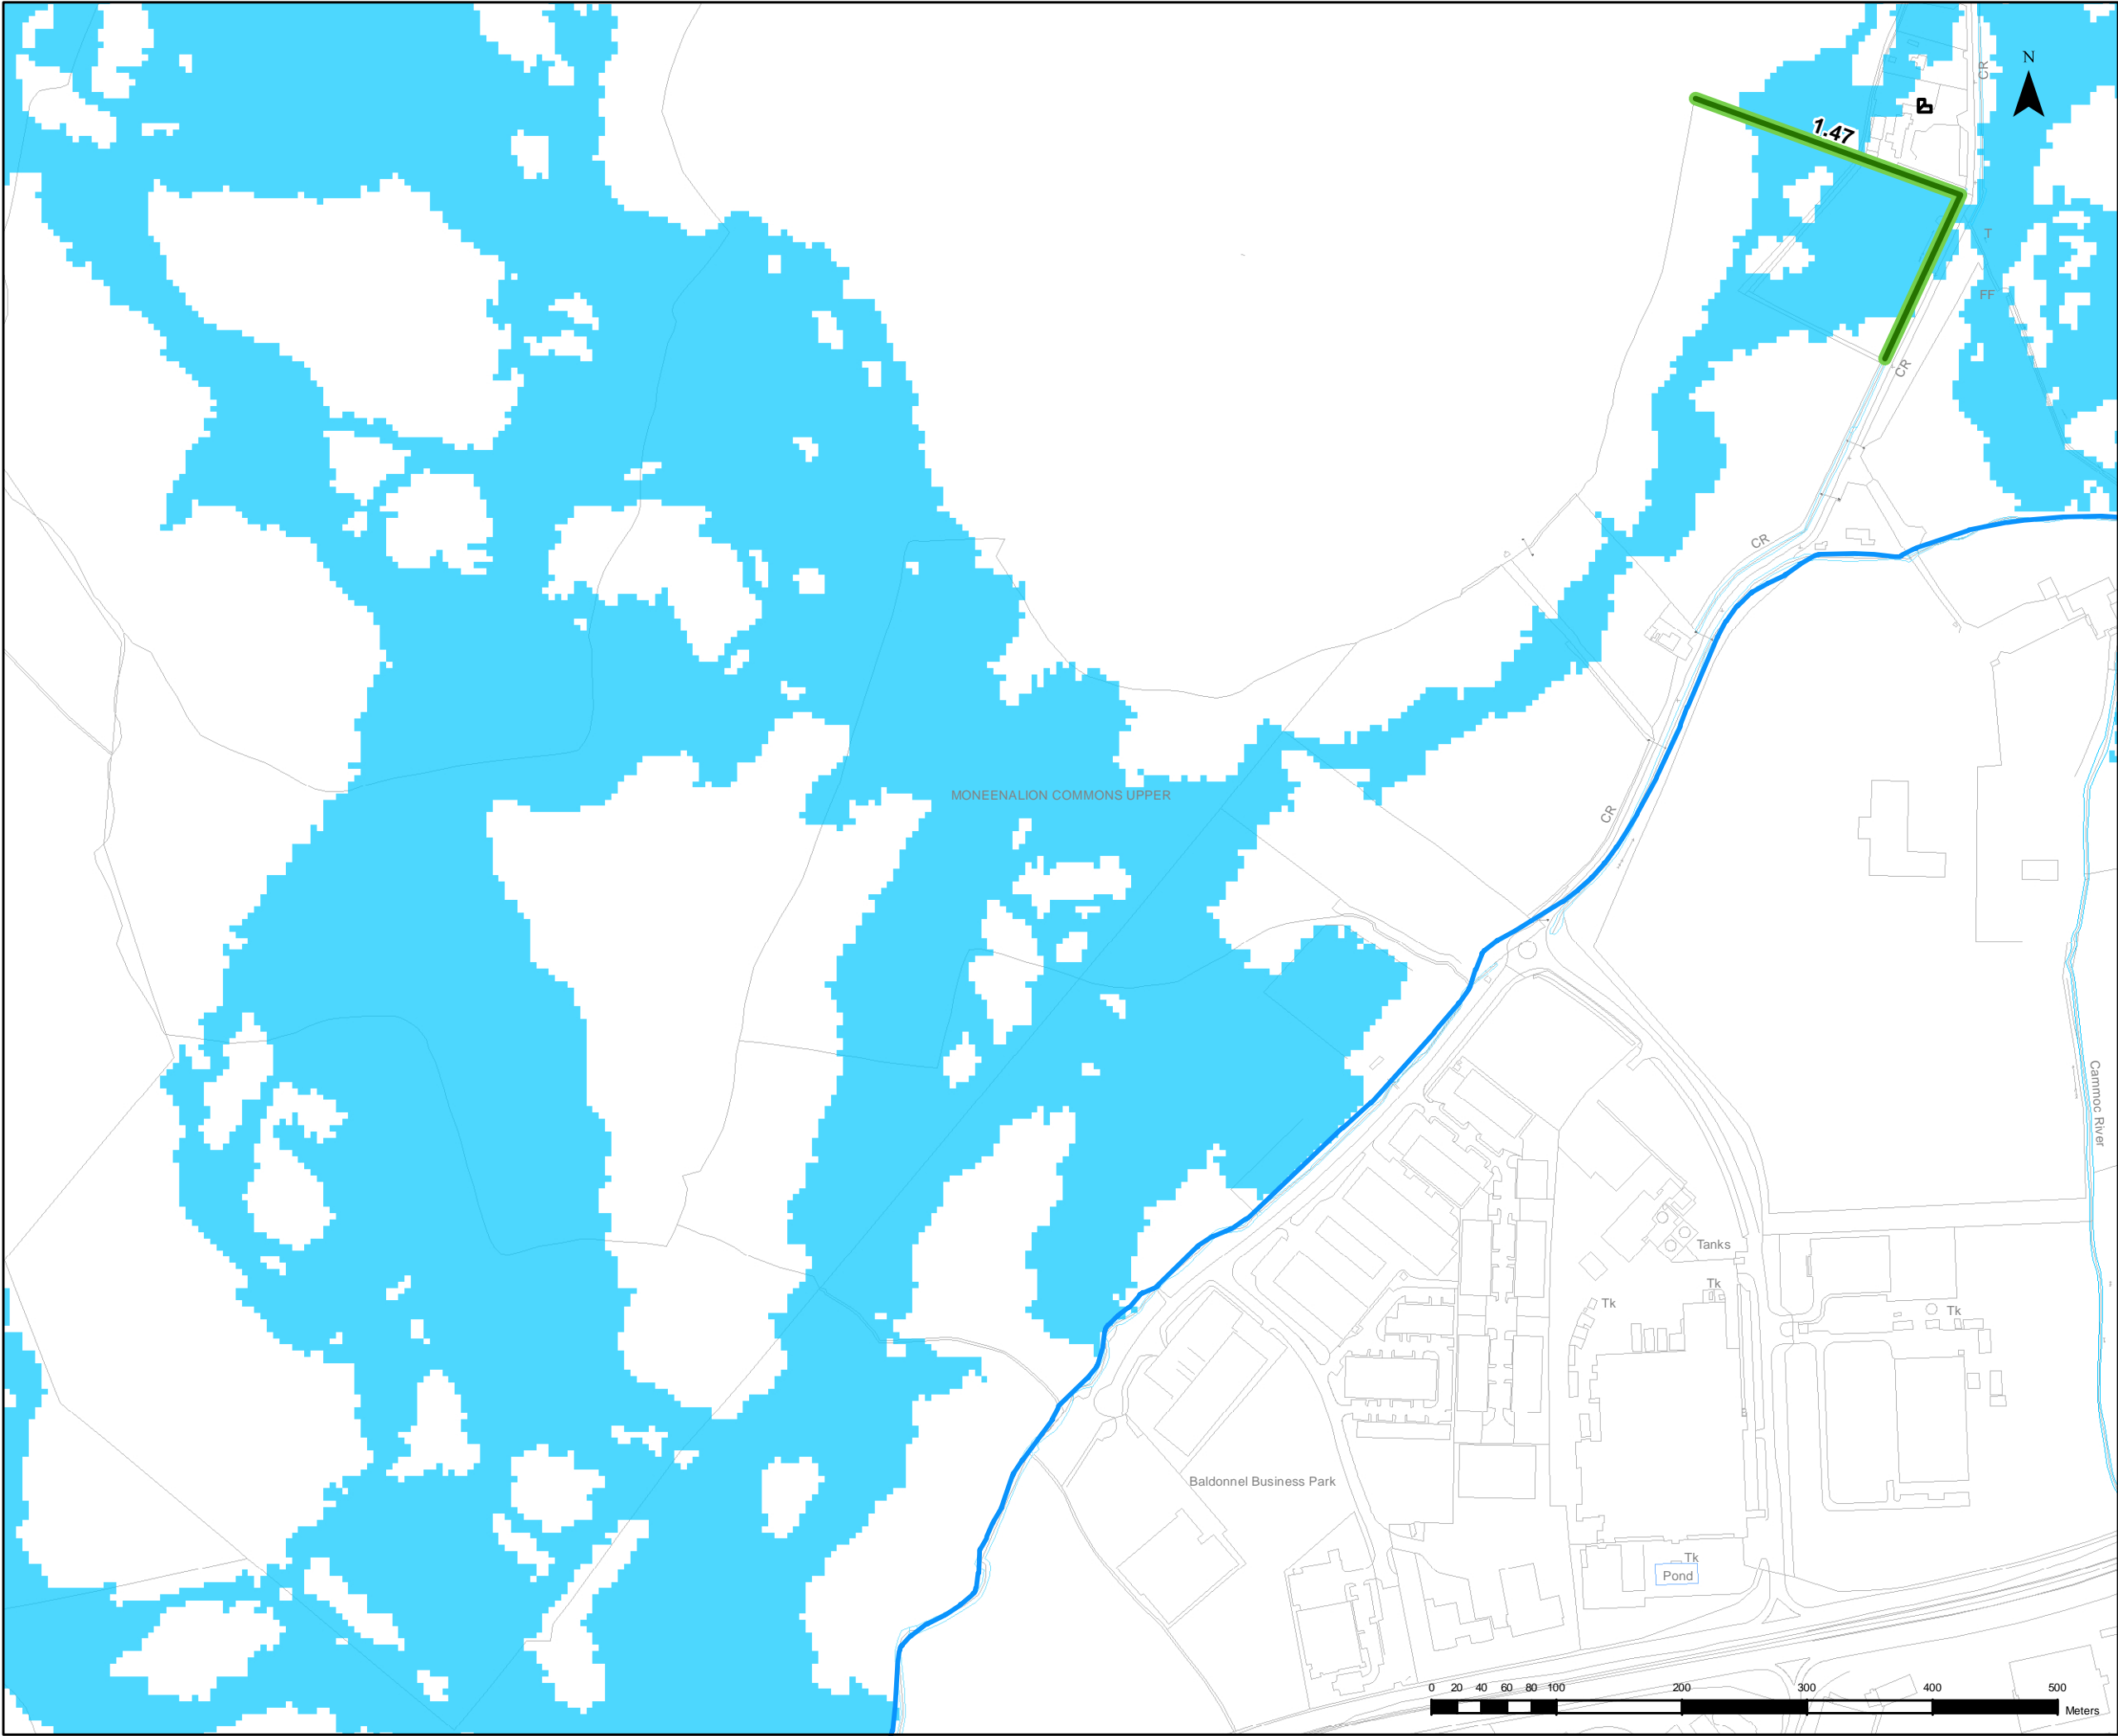 CR
N
1.47
T
FF
CR
CR
MONEENALION COMMONS UPPER
CR
Cammoc River
Tanks
Tk
Tk
Tk
Baldonnel Business Park
Tk
Pond
0 20 40 60 80 100 200 300 400 500
Meters